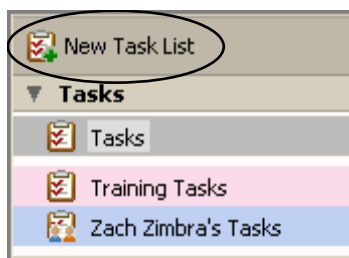 New Task List
Tasks
Tasks
Training Tasks
Zach Zimbra's Tasks